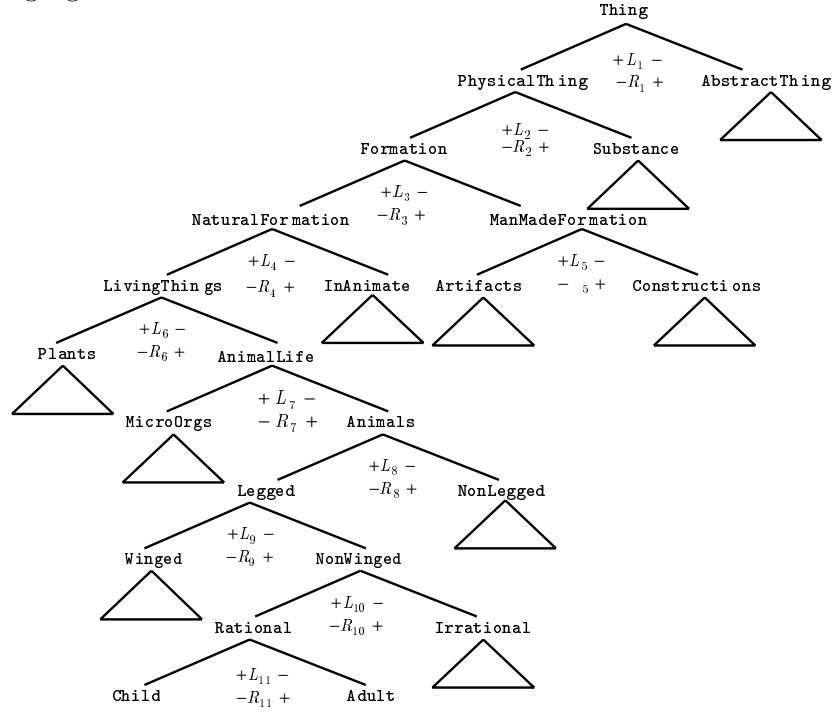 Thing
+L1 −
PhysicalThing −R1 + AbstractThing
+L2 −
Formation −R2 + Substance
+L3 −
−R3 +
NaturalFormation ManMadeFormation
+L4 − +L5 −
LivingThings −R4 + InAnimate Artifacts − 5 + Constructions
+L6 −
Plants −R6 + AnimalLife
+ L7 −
MicroOrgs − R7 + Animals
+L8 −
Legged −R8 + NonLegged
+L9 −
Winged −R9 + NonWinged
+L10 −
Rational −R10 + Irrational
+L11 −
Child −R11 + Adult